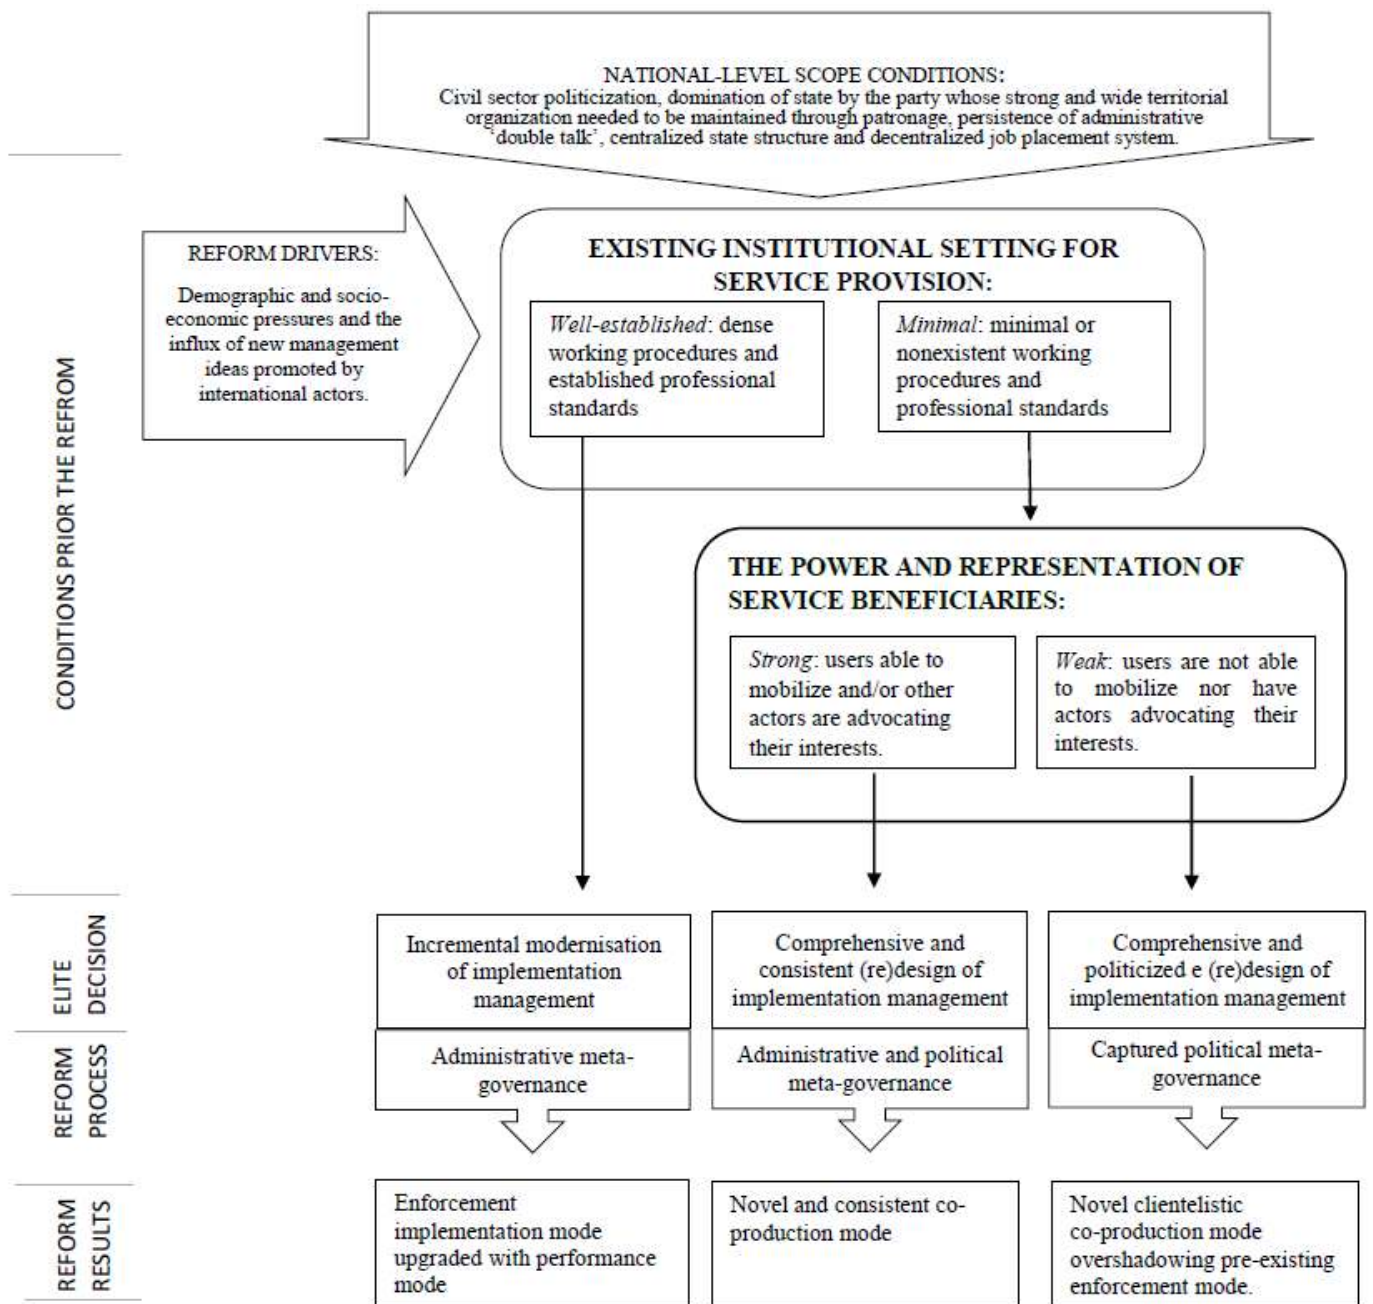 NATIONAL-LEVEL SCOPE CONDITIONS:
Civil sector politicization, domination of state by the party whose strong and wide territorial
organization needed to be maintained through patronage, persistence of administrative
‘double talk’, centralized state structure and decentralized job placement system.
CONDITIONS PRIOR THE REFROM
REFORM DRIVERS:
Demographic and socio-
economic pressures and the
influx of new management
ideas promoted by
international actors.
EXISTING INSTITUTIONAL SETTING FOR
SERVICE PROVISION:
Well-established: dense
working procedures and
established professional
standards
Minimal: minimal or
nonexistent working
procedures and
professional standards
THE POWER AND REPRESENTATION OF
SERVICE BENEFICIARIES:
Strong: users able to
mobilize and/or other
actors are advocating
their interests.
Weak: users are not able
to mobilize nor have
actors advocating their
interests.
ELITE
DECISION
Incremental modernisation
of implementation
management
Comprehensive and
consistent (re)design of
implementation management
Comprehensive and
politicized e (re)design of
implementation management
REFORM
PROCESS
Administrative meta-
governance
Administrative and political
meta-governance
Captured political meta-
governance
REFORM
RESULTS
Enforcement
implementation mode
upgraded with performance
mode
Novel and consistent co-
production mode
Novel clientelistic
co-production mode
overshadowing pre-existing
enforcement mode.